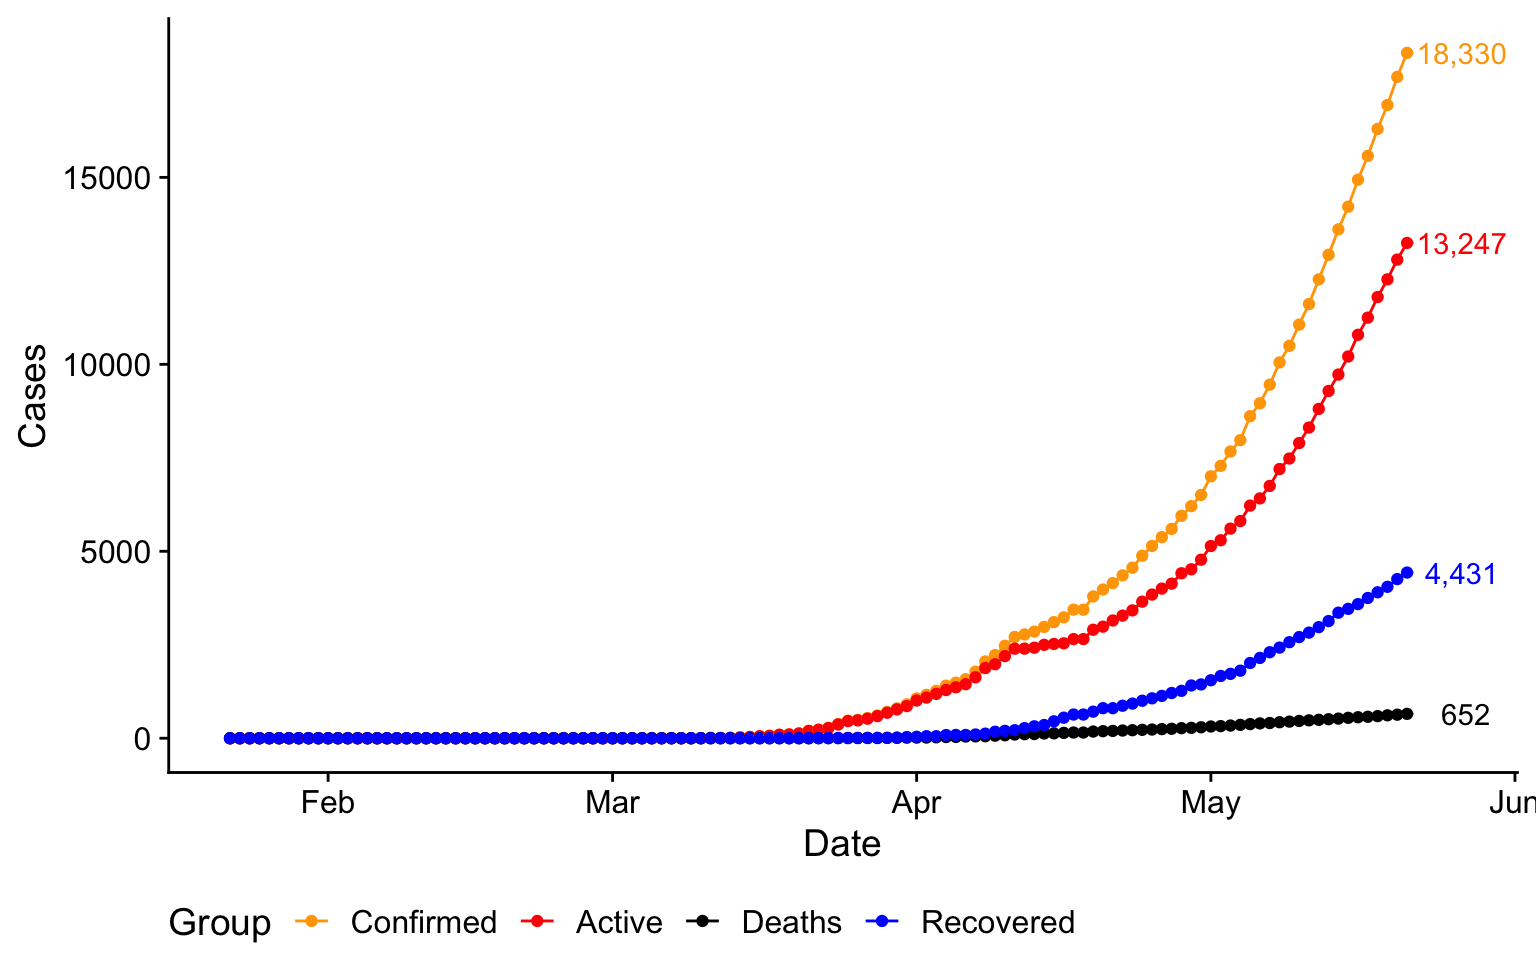 18,330
15000
13,247
10000
Cases
5000
4,431
652
0
Feb Mar Apr May Jun
Date
Group Confirmed Active Deaths Recovered